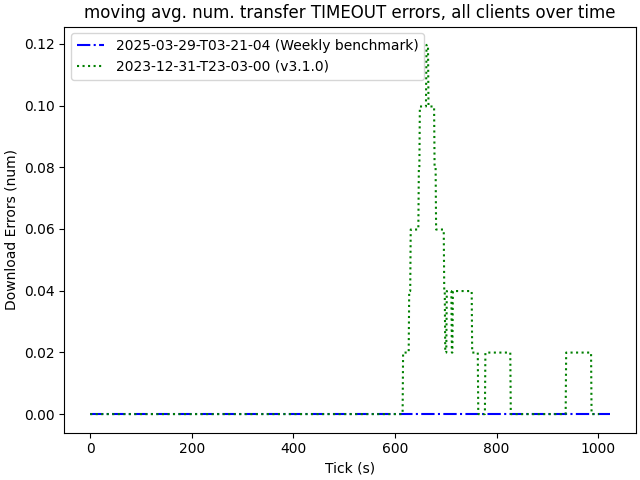 moving avg. num. transfer TIMEOUT errors, all clients over time
2025-03-29-T03-21-04 (Weekly benchmark)
2023-12-31-T23-03-00 (v3.1.0)
Download Errors (num)
0.12
0.10
0.08
0.06
0.04
0.02
0.00
0 200 400 600 800 1000
Tick (s)